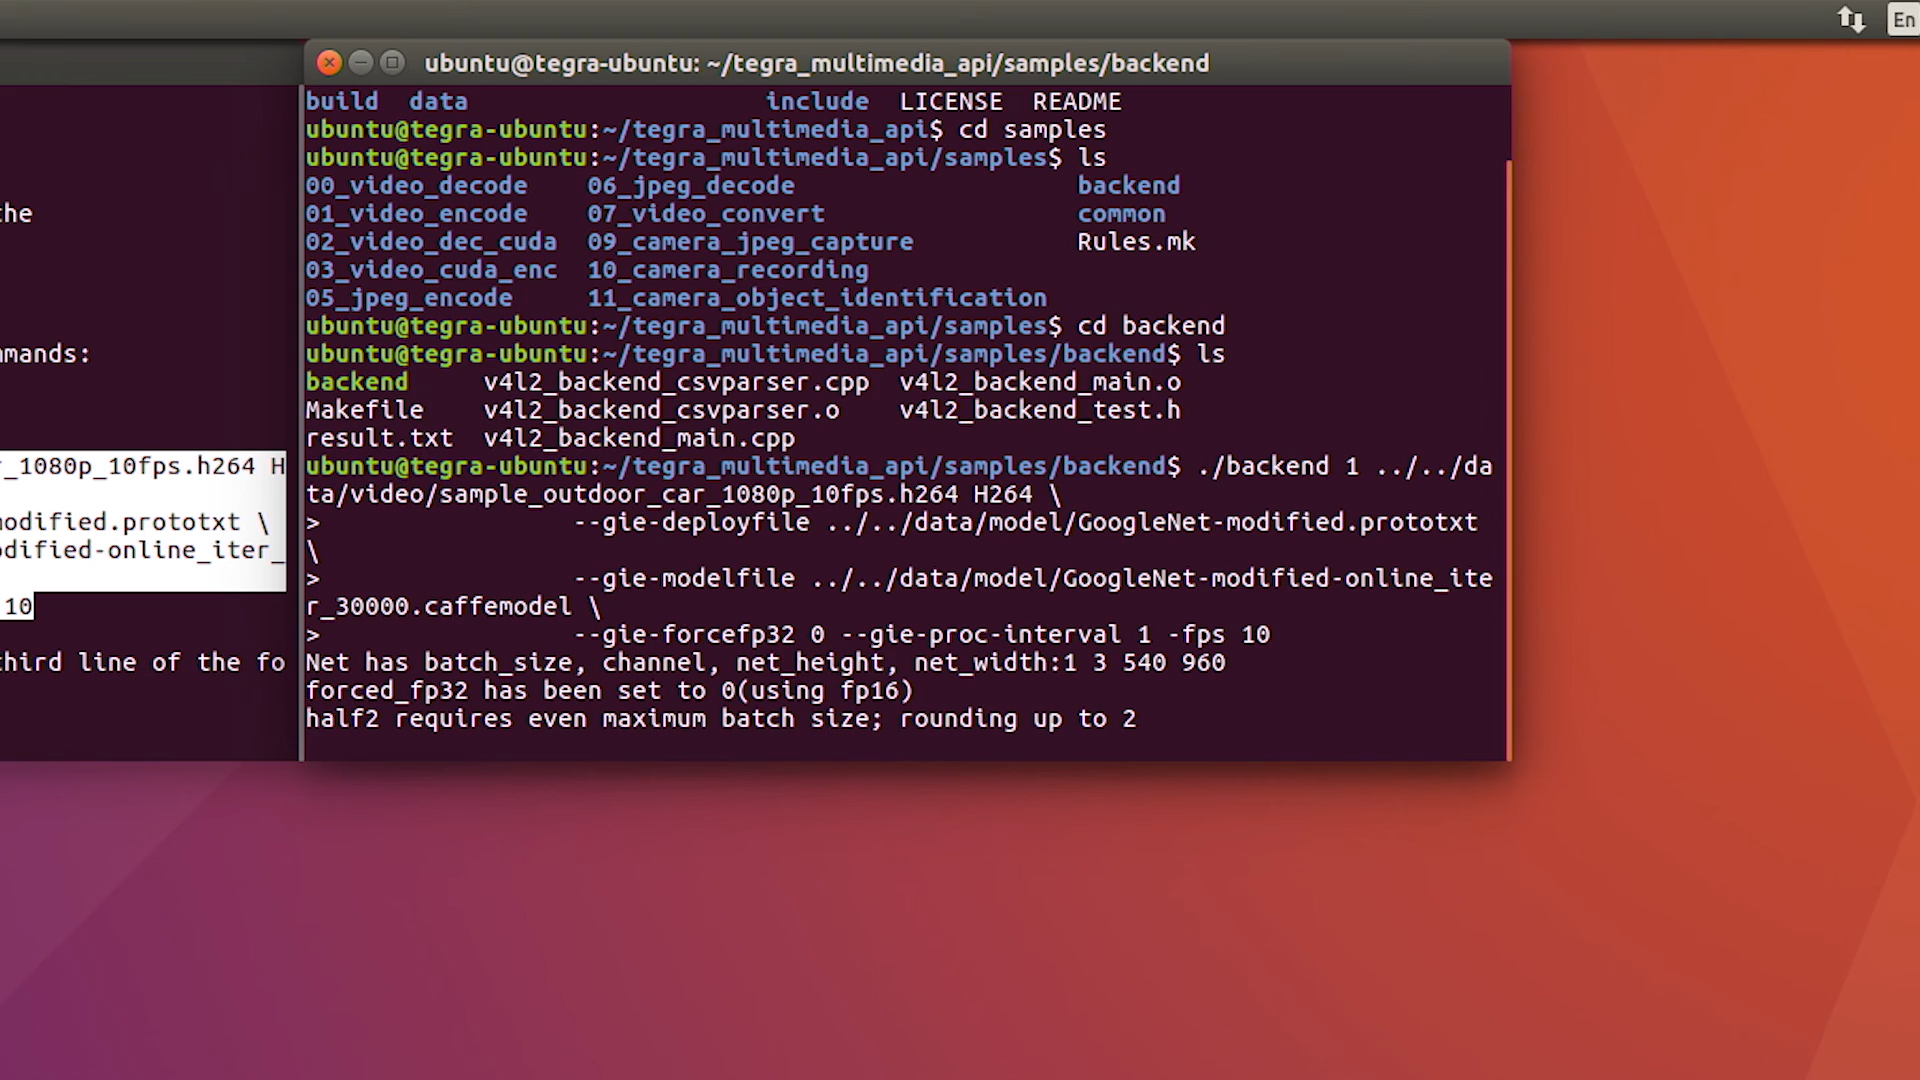 En
ubuntu@tegra-ubuntu: ~/tegra_multimedia_api/samples/backend
build data include LICENSE README
ubuntu@tegra-ubuntu:~/tegra_multimedia_api$ cd samples
ubuntu@tegra-ubuntu:~/tegra_multimedia_api/samples$ ls
00_video_decode 06_jpeg_decode backend
01_video_encode 07_video_convert common
02_video_dec_cuda 09_camera_jpeg_capture Rules.mk
03_video_cuda_enc 10_camera_recording
05_jpeg_encode 11_camera_object_identification
ubuntu@tegra-ubuntu:~/tegra_multimedia_api/samples$ cd backend
ubuntu@tegra-ubuntu:~/tegra_multimedia_api/samples/backend$ ls
backend v4l2_backend_csvparser.cpp v4l2_backend_main.o
Makefile v4l2_backend_csvparser.o v4l2_backend_test.h
result.txt v4l2_backend_main.cpp
ubuntu@tegra-ubuntu:~/tegra_multimedia_api/samples/backend$ ./backend 1 ../../da
ta/video/sample_outdoor_car_1080p_10fps.h264 H264 \
> --gie-deployfile ../../data/model/GoogleNet-modified.prototxt
\
> --gie-modelfile ../../data/model/GoogleNet-modified-online_ite
r_30000.caffemodel \
> --gie-forcefp32 0 --gie-proc-interval 1 -fps 10
Net has batch_size, channel, net_height, net_width:1 3 540 960
forced_fp32 has been set to 0(using fp16)
half2 requires even maximum batch size; rounding up to 2
the
mmands:
r_1080p_10fps.h264 H
modified.prototxt \
odified-online_iter_
10
third line of the fo